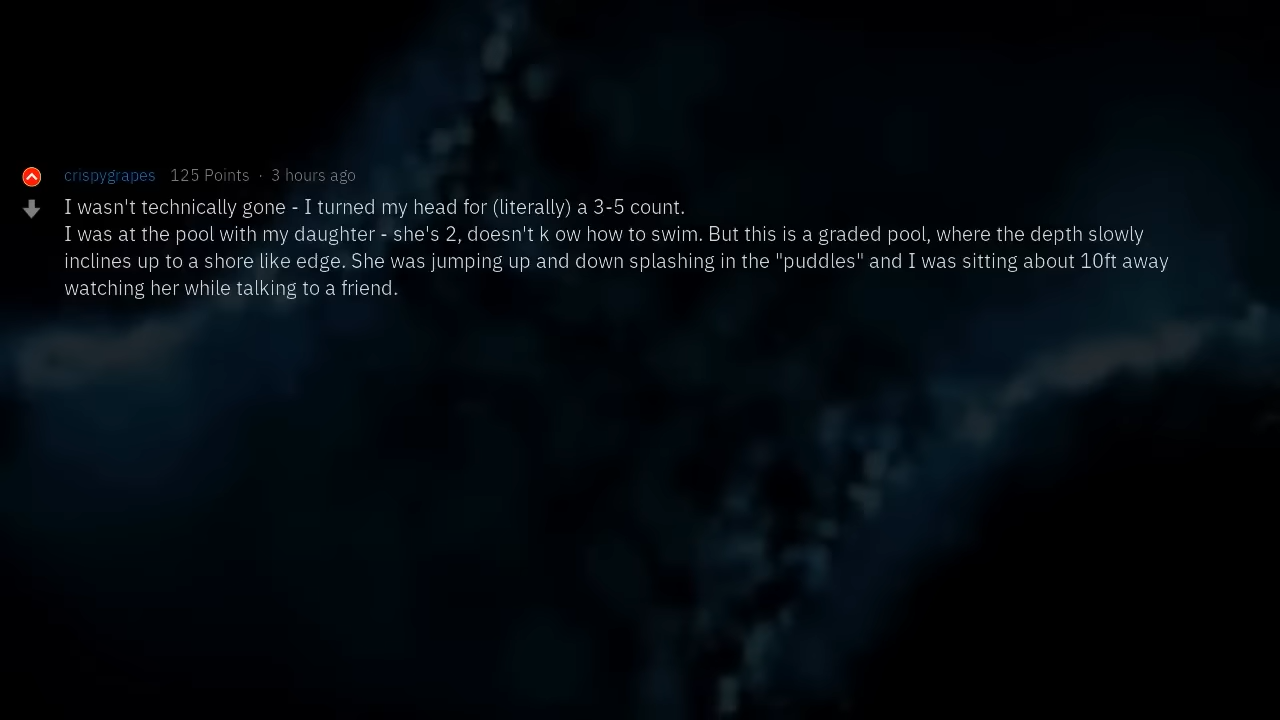 crispygrapes 125 Points · 3 hours ago
I wasn't technically gone - I turned my head for (literally) a 3-5 count.
I was at the pool with my daughter - she's 2, doesn't k ow how to swim. But this is a graded pool, where the depth slowly
inclines up to a shore like edge. She was jumping up and down splashing in the "puddles" and I was sitting about 10ft away
watching her while talking to a friend.